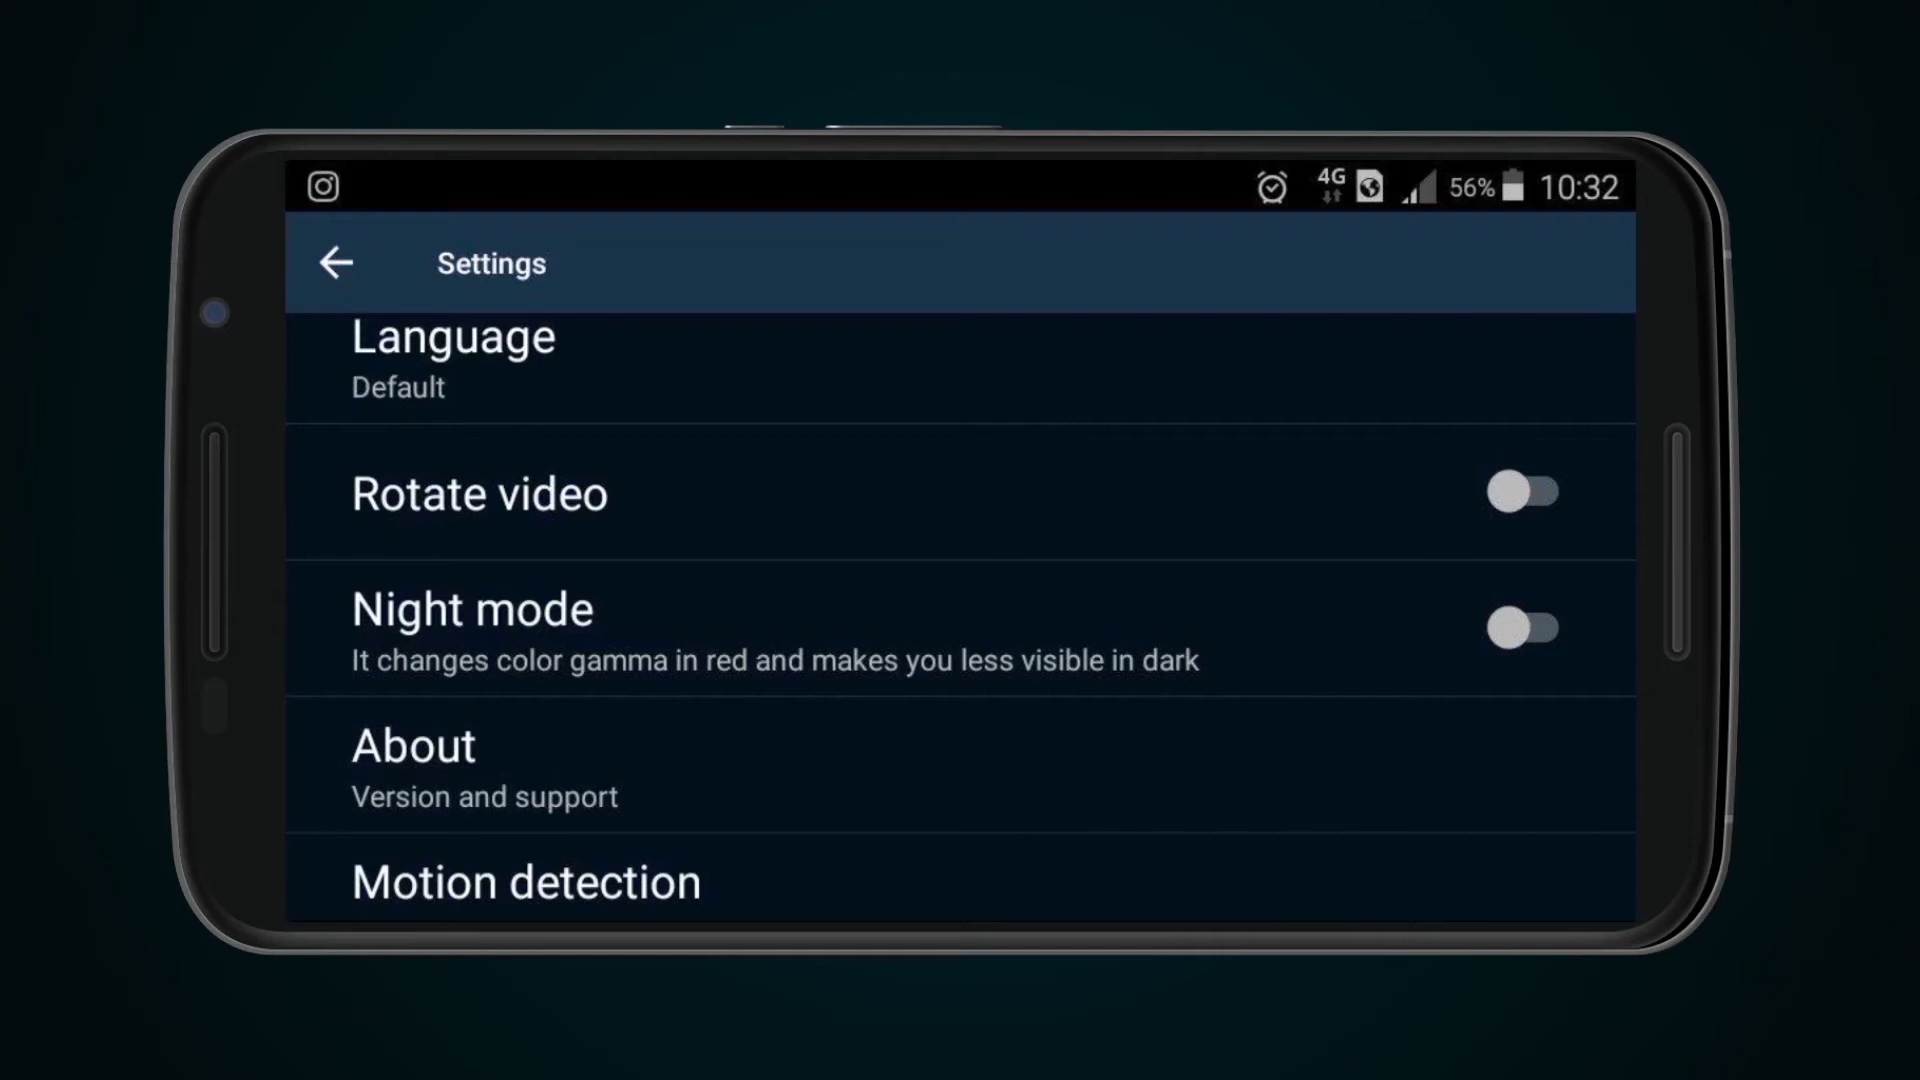 4G 56% 10:32
Settings
Language
Default
Rotate video
Night mode
It changes color gamma in red and makes you less visible in dark
About
Version and support
Motion detection